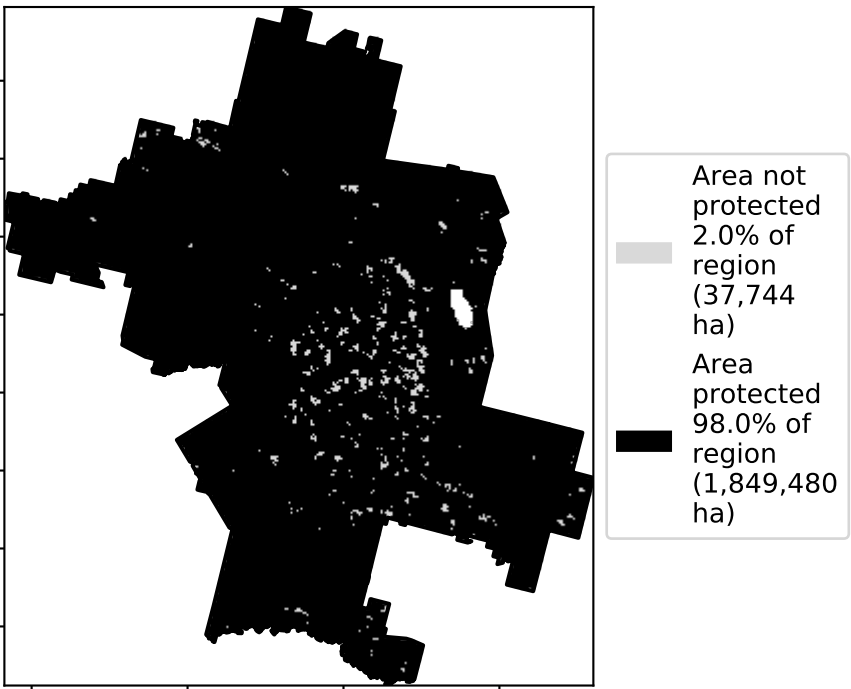 Area not
protected
2.0% of
region
(37,744
ha)
Area
protected
98.0% of
region
(1,849,480
ha)